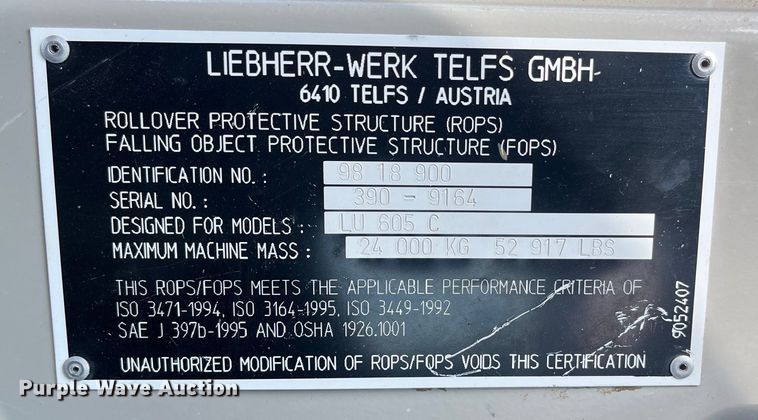 LIEBHERR-WERK TELFS GMBH
6410 TELFS / AUSTRIA
ROLLOVER PROTECTIVE STRUCTURE (ROPS)
FALLING OBJECT PROTECTIVE STRUCTURE (FOPS)
IDENTIFICATION NO. : 98 18 900
SERIAL NO. : 390 - 9164
DESIGNED FOR MODELS : LU 605 C
MAXIMUM MACHINE MASS : 24 000 KG 52 917 LBS
THIS ROPS/FOPS MEETS THE APPLICABLE PERFORMANCE CRITERIA OF
ISO 3471-1994, ISO 3164-1995, ISO 3449-1992
SAE J 397b-1995 AND OSHA 1926.1001
UNAUTHORIZED MODIFICATION OF ROPS/FOPS VOIDS THIS CERTIFICATION
9052407
Purple Wave Auction